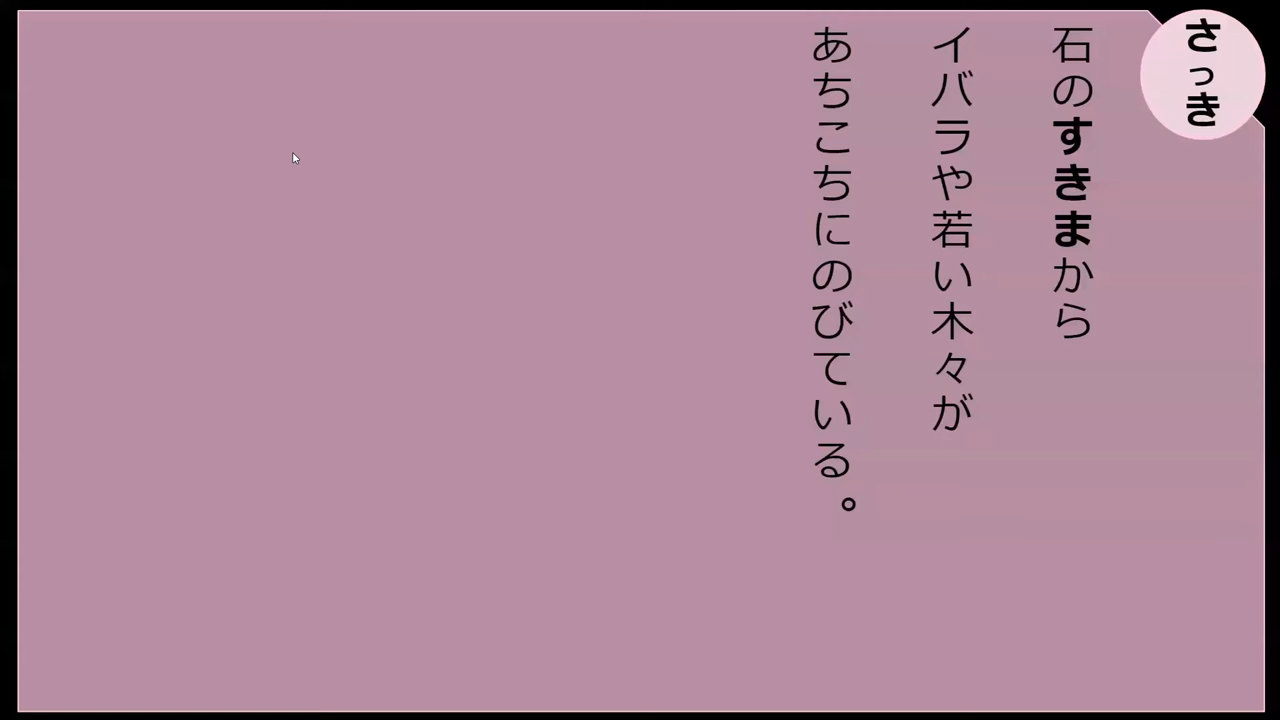 さっき
石のすきまから
イバラや若い木々が
あちこちにのびている。